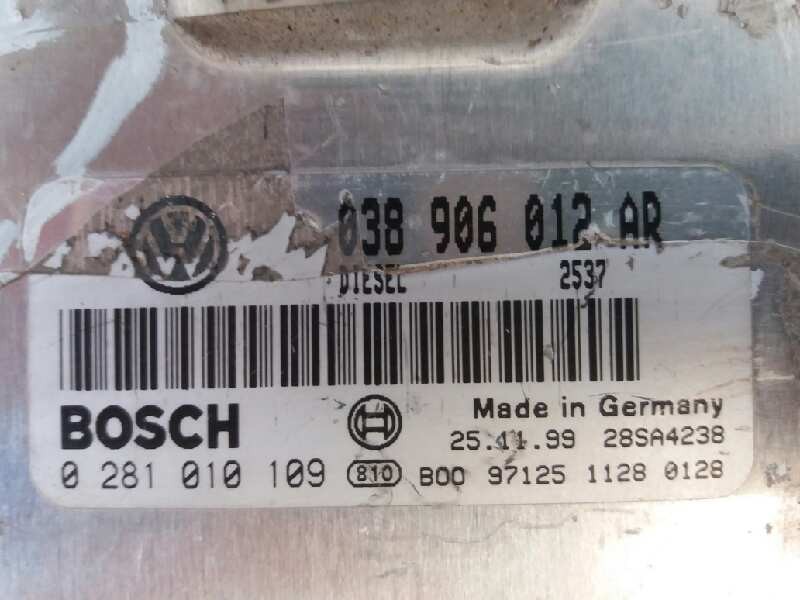 038 906 012 AR
DIESEL 2537
BOSCH
Made in Germany
25.11.99 28SA4238
0 281 010 109 810 B00 97125 1128 0128